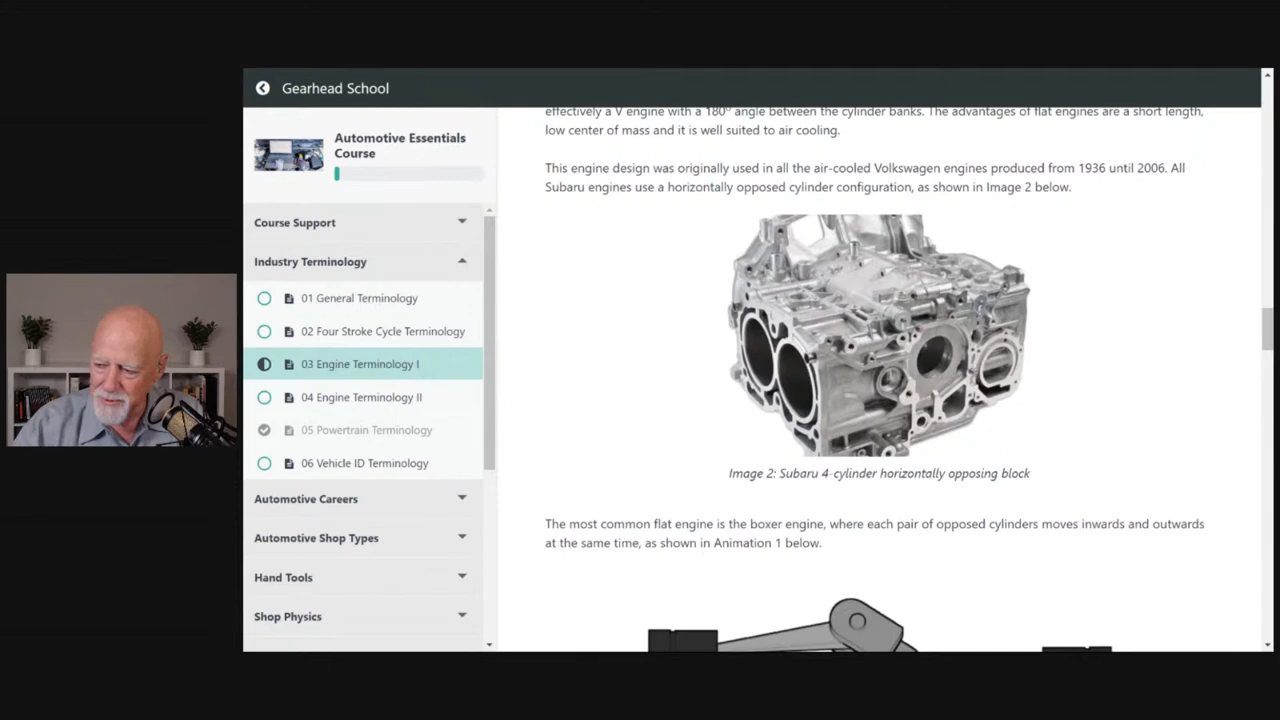 Gearhead School
Automotive Essentials
Course
Course Support
Industry Terminology
01 General Terminology
02 Four Stroke Cycle Terminology
03 Engine Terminology I
04 Engine Terminology II
05 Powertrain Terminology
06 Vehicle ID Terminology
Automotive Careers
Automotive Shop Types
Hand Tools
Shop Physics
effectively a V engine with a 180° angle between the cylinder banks. The advantages of flat engines are a short length,
low center of mass and it is well suited to air cooling.
This engine design was originally used in all the air-cooled Volkswagen engines produced from 1936 until 2006. All
Subaru engines use a horizontally opposed cylinder configuration, as shown in Image 2 below.
Image 2: Subaru 4-cylinder horizontally opposing block
The most common flat engine is the boxer engine, where each pair of opposed cylinders moves inwards and outwards
at the same time, as shown in Animation 1 below.